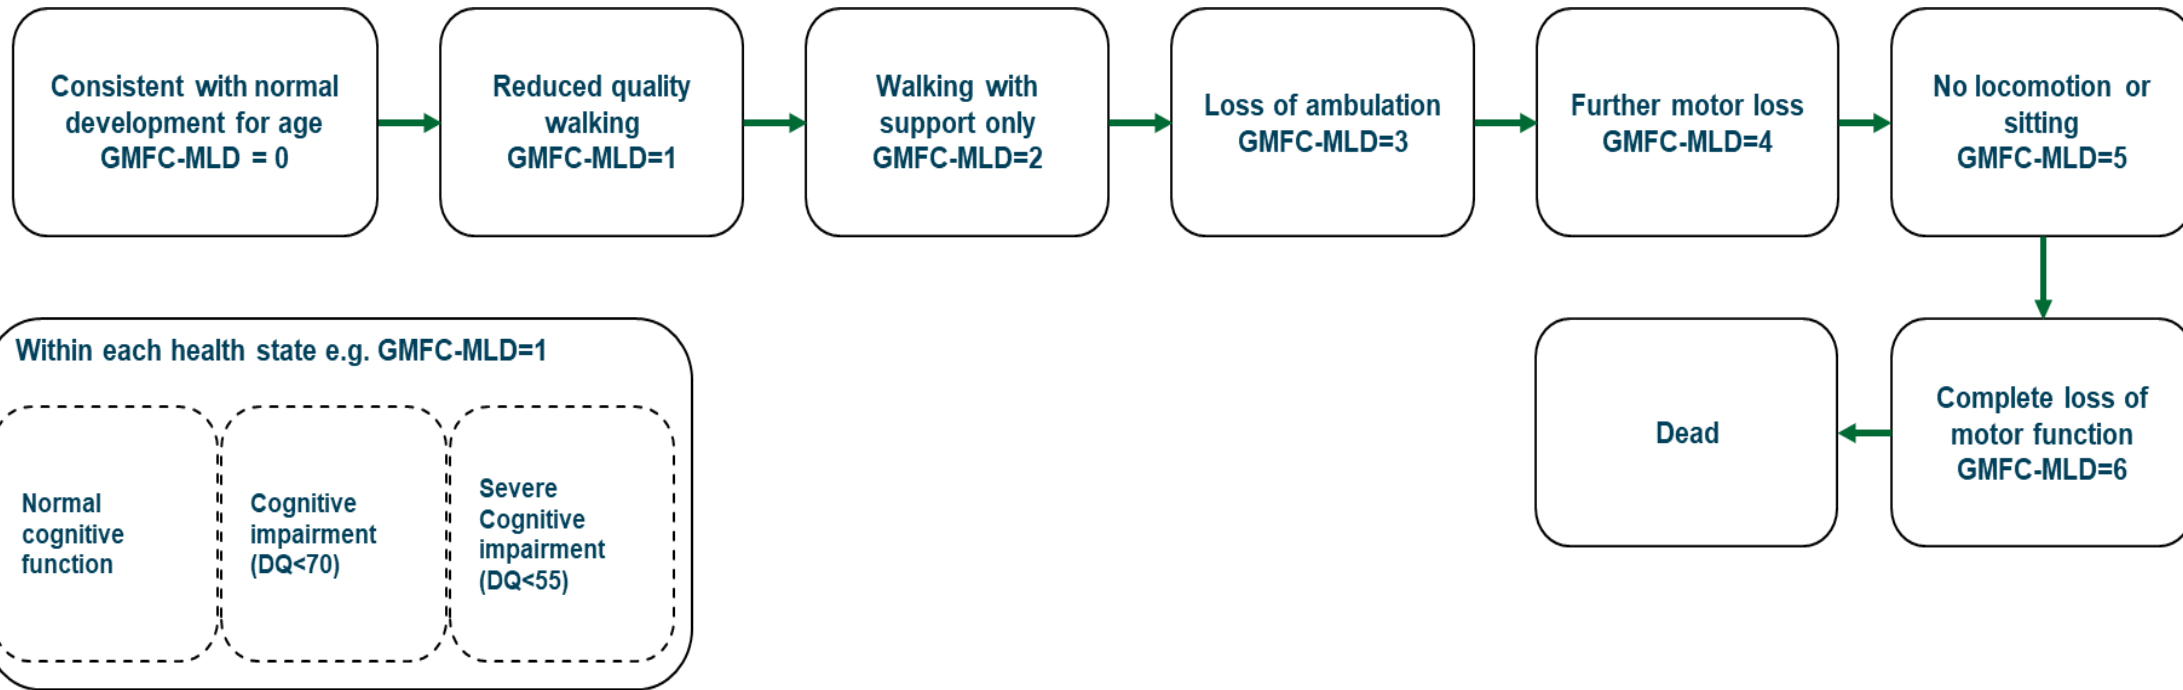 Consistent with normal
development for age
GMFC-MLD = 0
Reduced quality
walking
GMFC-MLD=1
Walking with
support only
GMFC-MLD=2
Loss of ambulation
GMFC-MLD=3
Further motor loss
GMFC-MLD=4
No locomotion or
sitting
GMFC-MLD=5
Complete loss of
motor function
GMFC-MLD=6
Dead
Within each health state e.g. GMFC-MLD=1
Normal
cognitive
function
Cognitive
impairment
(DQ<70)
Severe
Cognitive
impairment
(DQ<55)